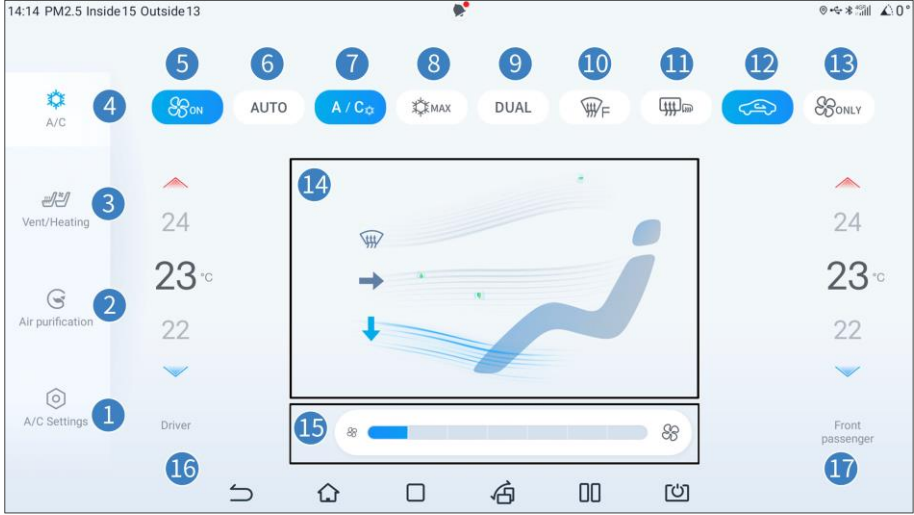 14:14 PM2.5 Inside15 Outside13
4GS
0°
5 6 7 8 9 10 11 12 13
ON AUTO A/C MAX DUAL F ONLY
4
A/C
3
Vent/Heating
2
Air purification
1
A/C Settings
24
23 °C
22
Driver
16
14
15
24
23 °C
22
Front
passenger
17